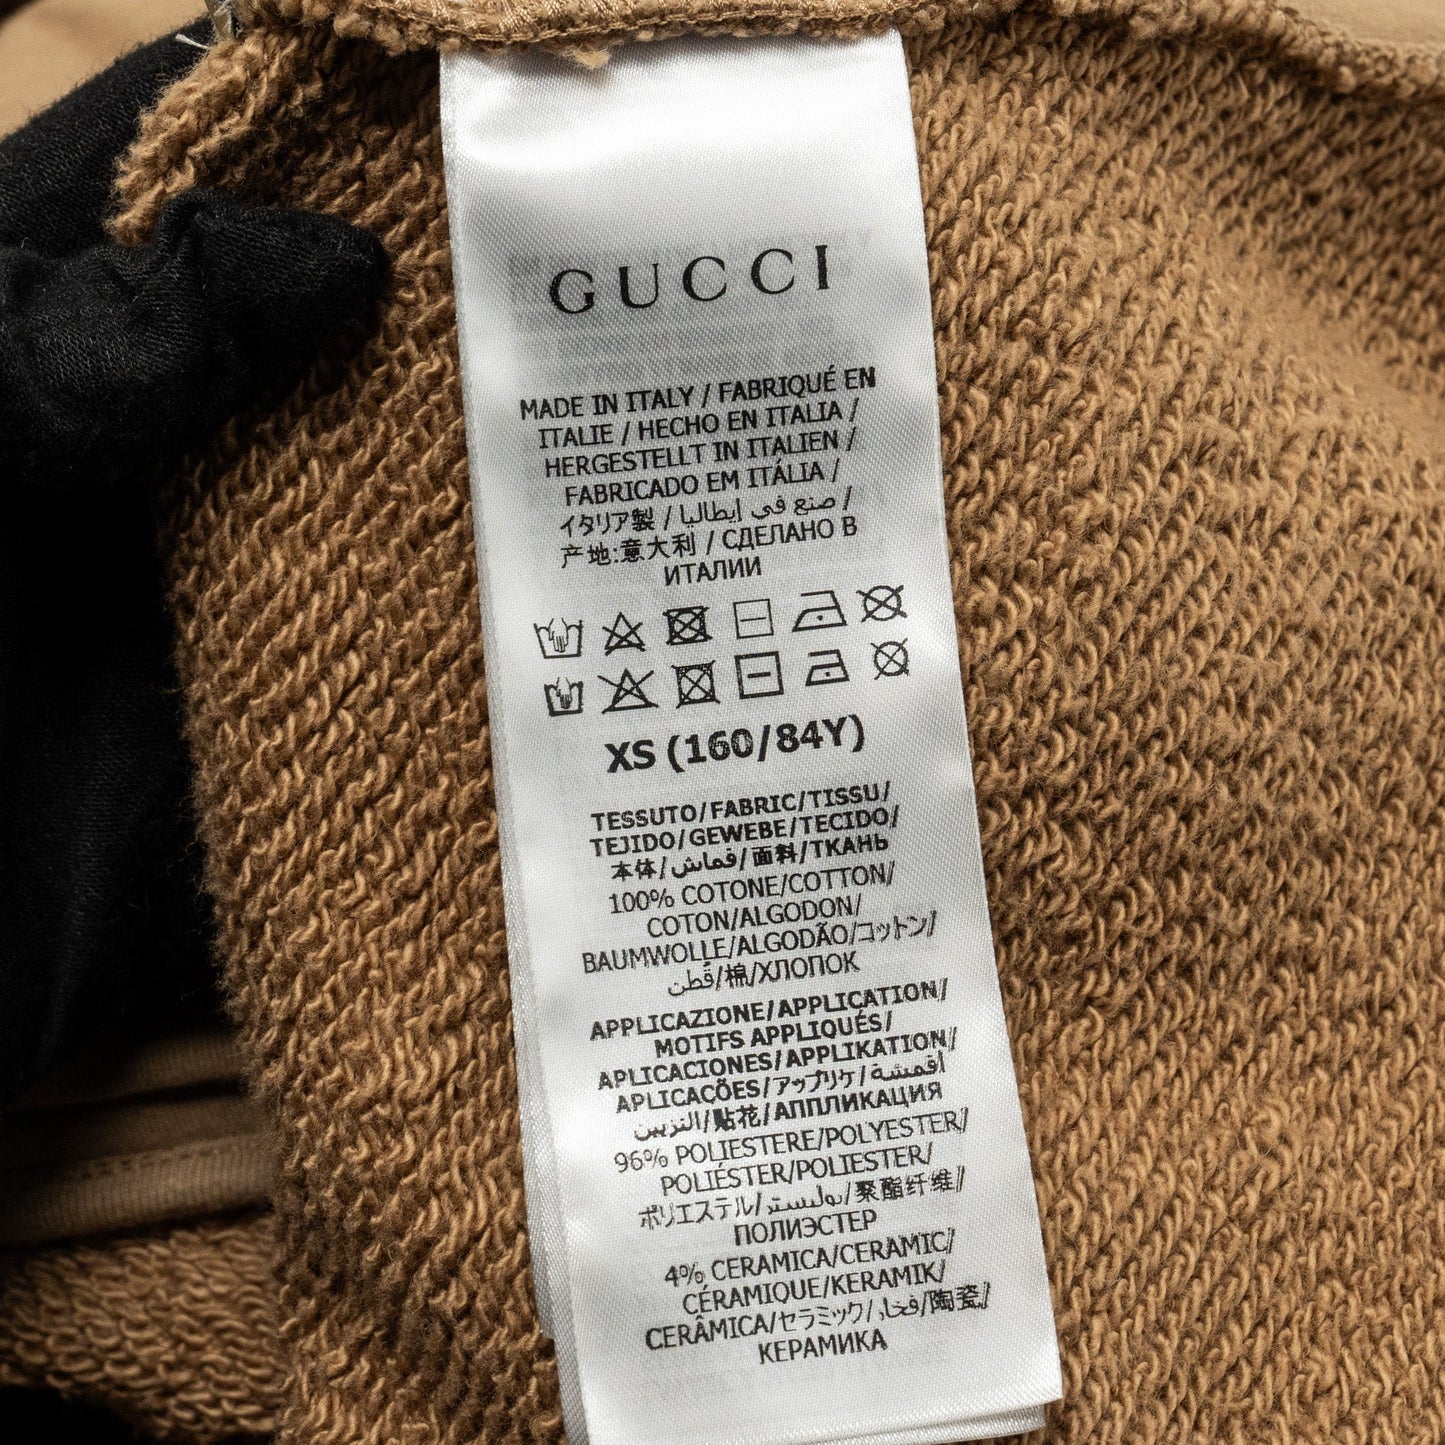 GUCCI
MADE IN ITALY / FABRIQUÉ EN
ITALIE / HECHO EN ITALIA /
HERGESTELLT IN ITALIEN /
FABRICADO EM ITÁLIA /
イタリア製 / صنع في إيطاليا /
产地:意大利 / СДЕЛАНО В
ИТАЛИИ
XS (160/84Y)
TESSUTO/FABRIC/TISSU/
TEJIDO/GEWEBE/TECIDO/
本体/قماش/面料/ТКАНЬ
100% COTONE/COTTON/
COTON/ALGODON/
BAUMWOLLE/ALGODÃO/コットン/
قطن/棉/ХЛОПОК
APPLICAZIONE/APPLICATION/
MOTIFS APPLIQUÉS/
APLICACIONES/APPLIKATION/
APLICAÇÕES/アップリケ/أقمشة
التزيين/贴花/АППЛИКАЦИЯ
96% POLIESTERE/POLYESTER/
POLIÉSTER/POLIESTER/
ポリエステル/بوليستر/聚酯纤维/
ПОЛИЭСТЕР
4% CERAMICA/CERAMIC/
CÉRAMIQUE/KERAMIK/
CERÂMICA/セラミック/فخار/陶瓷/
КЕРАМИКА